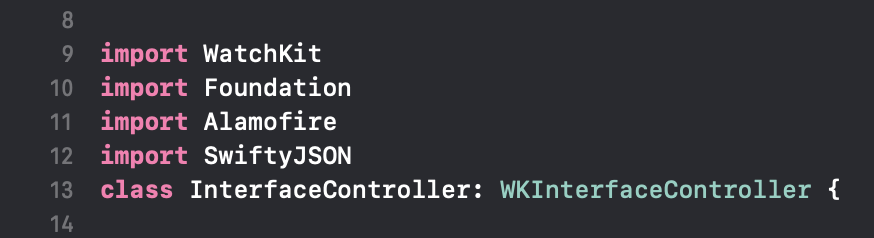 8
9 import WatchKit
10 import Foundation
11 import Alamofire
12 import SwiftyJSON
13 class InterfaceController: WKInterfaceController {
14